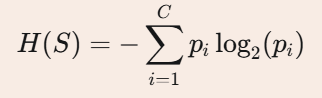 H(S) = −∑_{i=1}^{C} p_i log_2(p_i)